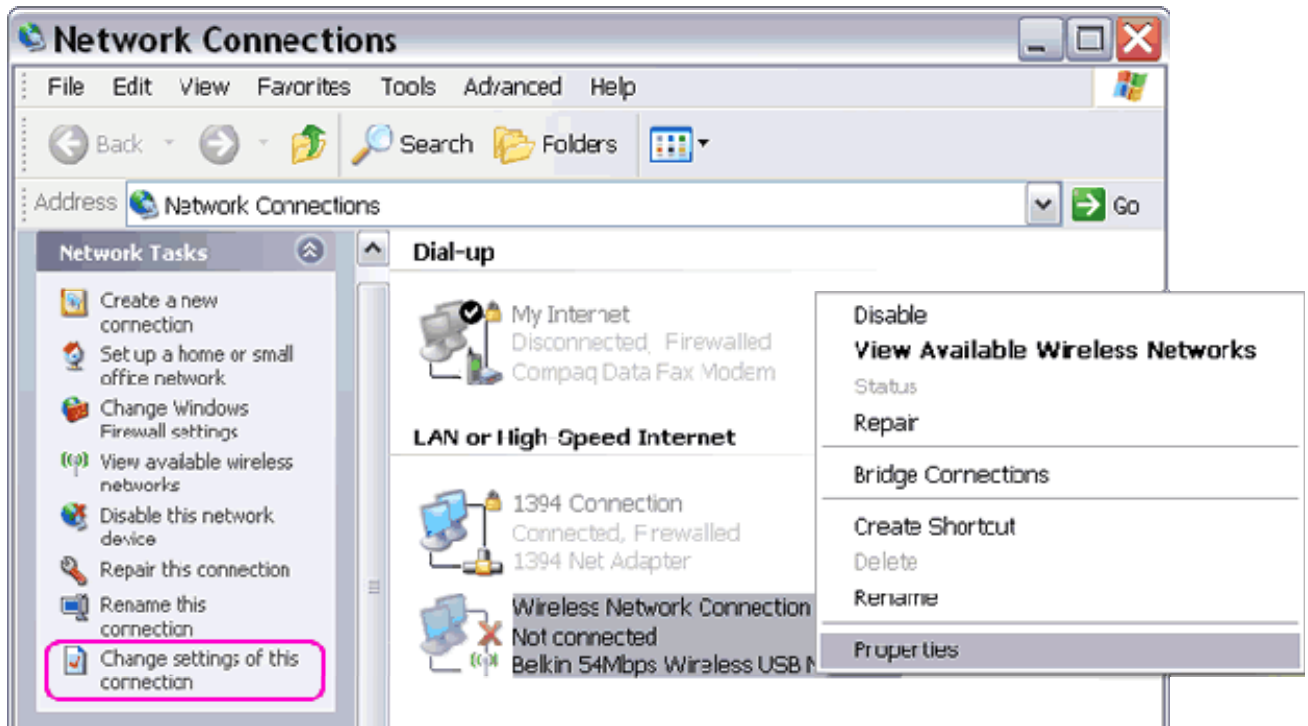 Network Connections
File Edit View Favorites Tools Advanced Help
Back Search Folders
Address Network Connections Go
Network Tasks
Create a new
connection
Set up a home or small
office network
Change Windows
Firewall settings
View available wireless
networks
Disable this network
device
Repair this connection
Rename this
connection
Change settings of this
connection
Dial-up
My Internet
Disconnected, Firewalled
Compaq Data Fax Modem
LAN or High-Speed Internet
1394 Connection
Connected, Firewalled
1394 Net Adapter
Wireless Network Connection
Not connected
Belkin 54Mbps Wireless USB N
Disable
View Available Wireless Networks
Status
Repair
Bridge Connections
Create Shortcut
Delete
Rename
Properties